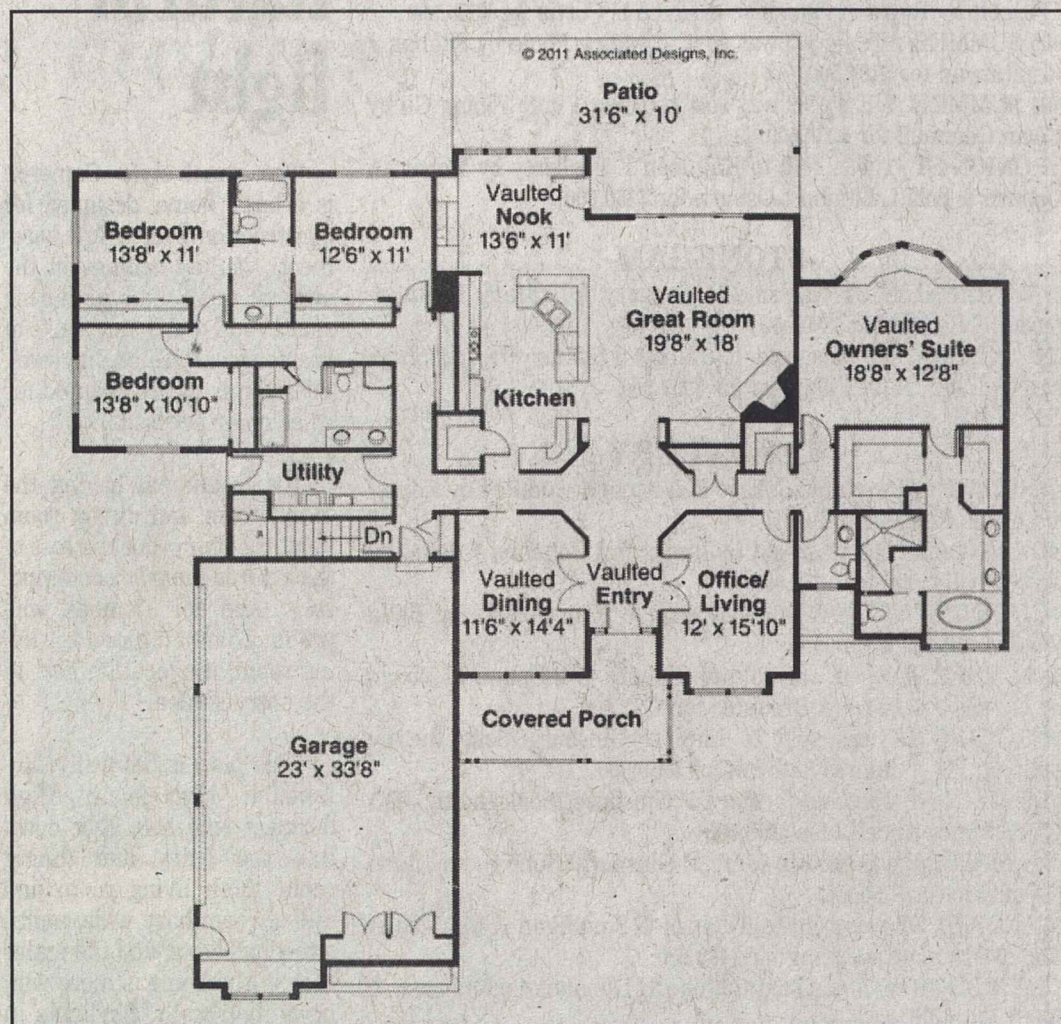 © 2011 Associated Designs, Inc.
Patio
31'6" x 10'
Vaulted
Nook
13'6" x 11'
Bedroom
13'8" x 11'
Bedroom
12'6" x 11'
Vaulted
Great Room
19'8" x 18'
Vaulted
Owners' Suite
18'8" x 12'8"
Bedroom
13'8" x 10'10"
Kitchen
Utility
Dn
Vaulted
Dining
11'6" x 14'4"
Vaulted
Entry
Office/
Living
12' x 15'10"
Covered Porch
Garage
23' x 33'8"